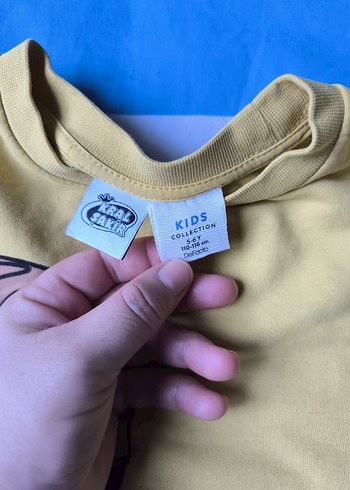 KRAL
ŞAKİR
KIDS
COLLECTION
5-6 Y
110-116 cm
DeFacto